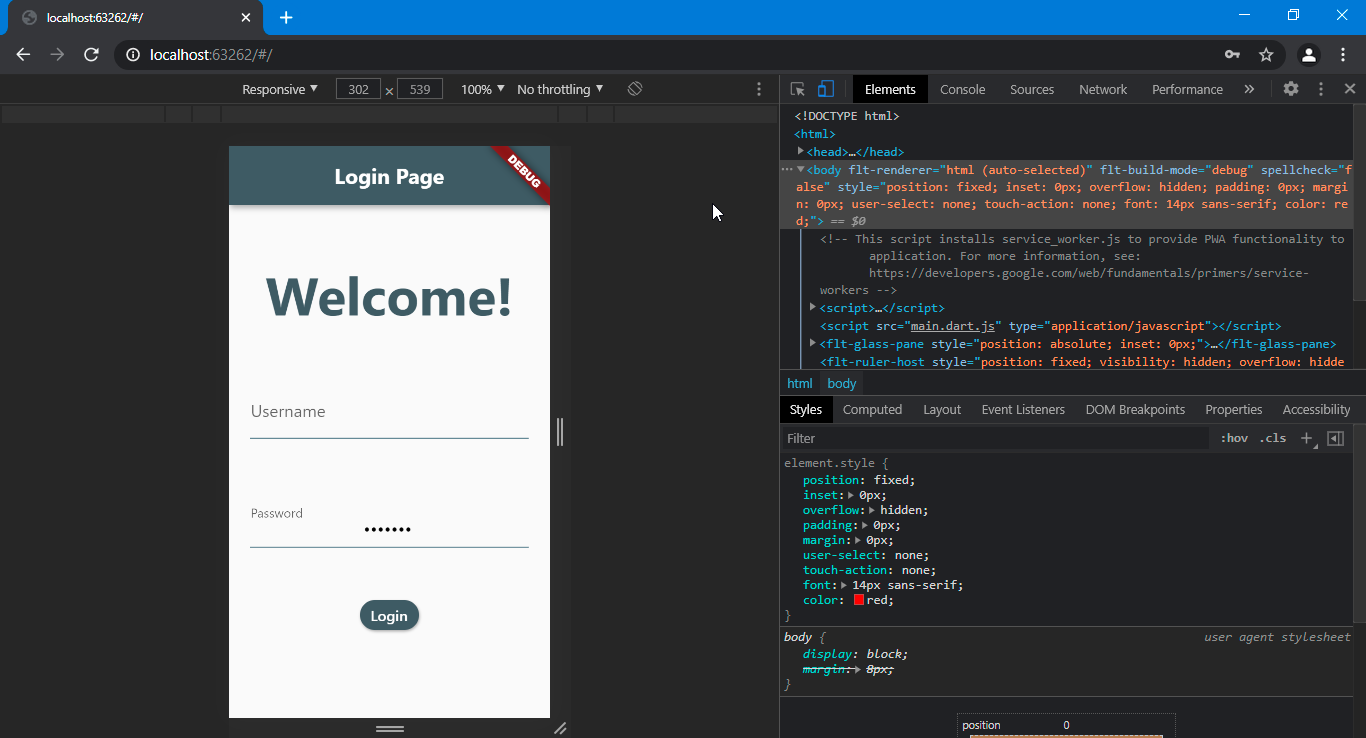 localhost:63262/#/
localhost:63262/#/
Responsive 302 × 539 100% No throttling
Elements Console Sources Network Performance »
Login Page
DEBUG
Welcome!
Username
Password
•••••••
Login
<!DOCTYPE html>
<html>
<head>…</head>
<body flt-renderer="html (auto-selected)" flt-build-mode="debug" spellcheck="f
alse" style="position: fixed; inset: 0px; overflow: hidden; padding: 0px; margi
n: 0px; user-select: none; touch-action: none; font: 14px sans-serif; color: re
d;"> == $0
<!-- This script installs service_worker.js to provide PWA functionality to
application. For more information, see:
https://developers.google.com/web/fundamentals/primers/service-
workers -->
<script>…</script>
<script src="main.dart.js" type="application/javascript"></script>
<flt-glass-pane style="position: absolute; inset: 0px;">…</flt-glass-pane>
<flt-ruler-host style="position: fixed; visibility: hidden; overflow: hidde
html body
Styles Computed Layout Event Listeners DOM Breakpoints Properties Accessibility
Filter :hov .cls +
element.style {
position: fixed;
inset: 0px;
overflow: hidden;
padding: 0px;
margin: 0px;
user-select: none;
touch-action: none;
font: 14px sans-serif;
color: red;
}
body { user agent stylesheet
display: block;
margin: 8px;
}
position 0